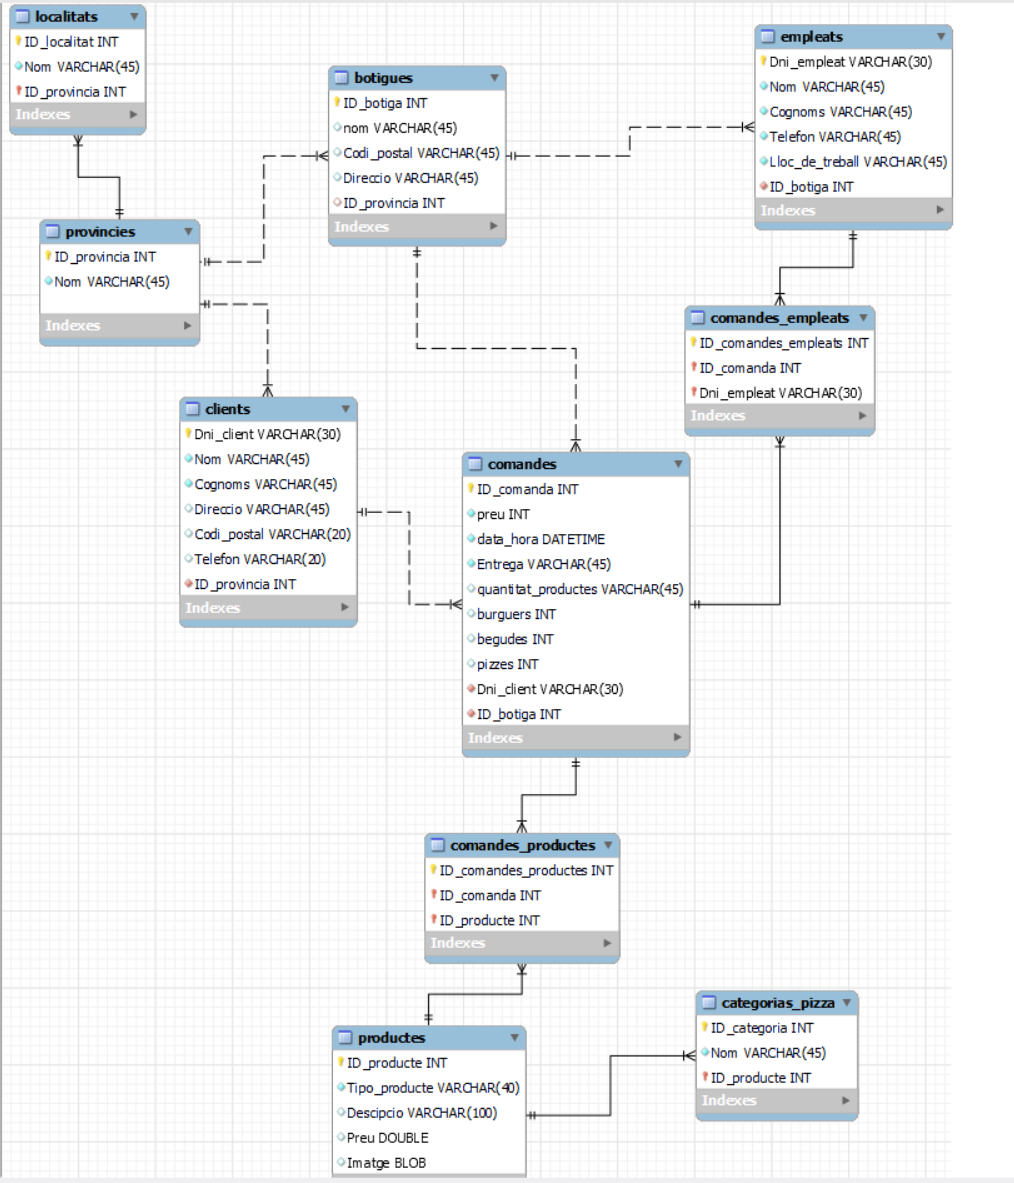 localitats
ID_localitat INT
Nom VARCHAR(45)
ID_provincia INT
Indexes
provincies
ID_provincia INT
Nom VARCHAR(45)
Indexes
botigues
ID_botiga INT
nom VARCHAR(45)
Codi_postal VARCHAR(45)
Direccio VARCHAR(45)
ID_provincia INT
Indexes
empleats
Dni_empleat VARCHAR(30)
Nom VARCHAR(45)
Cognoms VARCHAR(45)
Telefon VARCHAR(45)
Lloc_de_treball VARCHAR(45)
ID_botiga INT
Indexes
comandes_empleats
ID_comandes_empleats INT
ID_comanda INT
Dni_empleat VARCHAR(30)
Indexes
clients
Dni_client VARCHAR(30)
Nom VARCHAR(45)
Cognoms VARCHAR(45)
Direccio VARCHAR(45)
Codi_postal VARCHAR(20)
Telefon VARCHAR(20)
ID_provincia INT
Indexes
comandes
ID_comanda INT
preu INT
data_hora DATETIME
Entrega VARCHAR(45)
quantitat_productes VARCHAR(45)
burguers INT
begudes INT
pizzes INT
Dni_client VARCHAR(30)
ID_botiga INT
Indexes
comandes_productes
ID_comandes_productes INT
ID_comanda INT
ID_producte INT
Indexes
productes
ID_producte INT
Tipo_producte VARCHAR(40)
Descipcio VARCHAR(100)
Preu DOUBLE
Imatge BLOB
categorias_pizza
ID_categoria INT
Nom VARCHAR(45)
ID_producte INT
Indexes